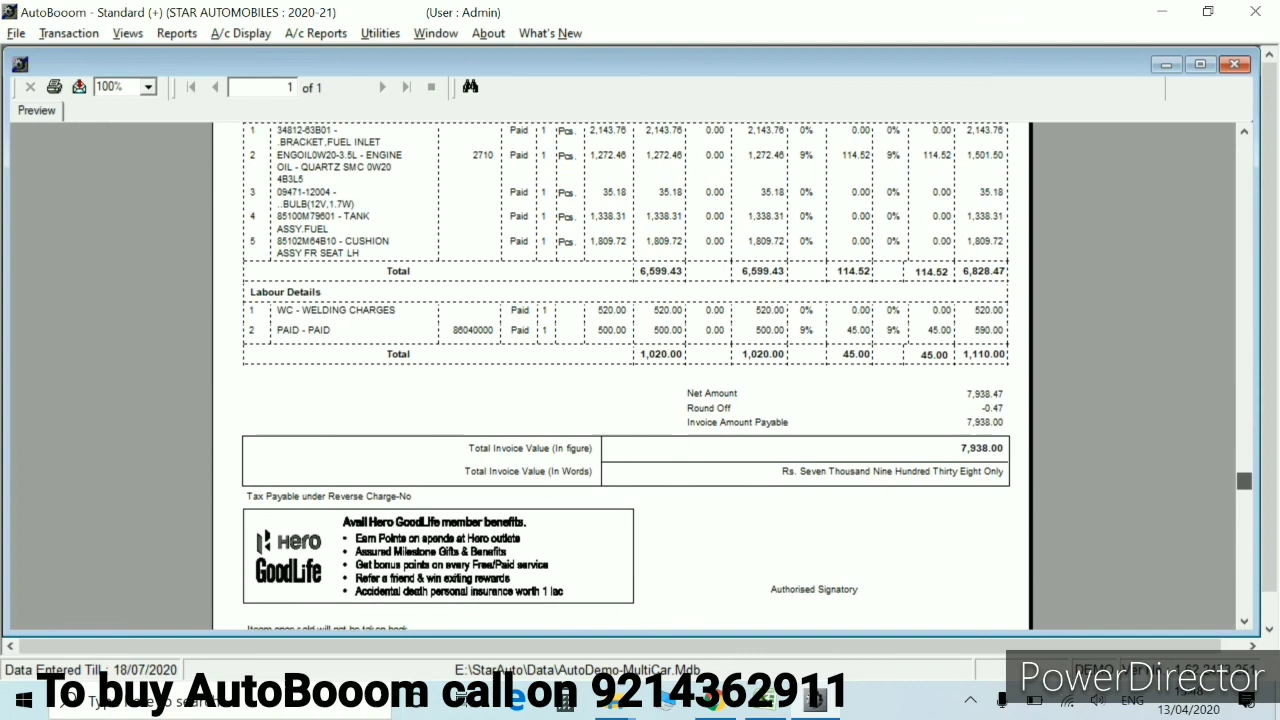 AutoBooom - Standard (+) (STAR AUTOMOBILES : 2020-21) (User : Admin)
File Transaction Views Reports A/c Display A/c Reports Utilities Window About What's New
100% 1 of 1
Preview
1 34812-63B01 - Paid 1 Pcs. 2,143.76 2,143.76 0.00 2,143.76 0% 0.00 0% 0.00 2,143.76
.BRACKET,FUEL INLET
2 ENGOIL0W20-3.5L - ENGINE 2710 Paid 1 Pcs. 1,272.46 1,272.46 0.00 1,272.46 9% 114.52 9% 114.52 1,501.50
OIL - QUARTZ SMC 0W20
4B3L5
3 09471-12004 - Paid 1 Pcs. 35.18 35.18 0.00 35.18 0% 0.00 0% 0.00 35.18
..BULB(12V,1.7W)
4 85100M79601 - TANK Paid 1 Pcs. 1,338.31 1,338.31 0.00 1,338.31 0% 0.00 0% 0.00 1,338.31
ASSY.FUEL
5 85102M64B10 - CUSHION Paid 1 Pcs. 1,809.72 1,809.72 0.00 1,809.72 0% 0.00 0% 0.00 1,809.72
ASSY FR SEAT LH
Total 6,599.43 6,599.43 114.52 114.52 6,828.47
Labour Details
1 WC - WELDING CHARGES Paid 1 520.00 520.00 0.00 520.00 0% 0.00 0% 0.00 520.00
2 PAID - PAID 86040000 Paid 1 500.00 500.00 0.00 500.00 9% 45.00 9% 45.00 590.00
Total 1,020.00 1,020.00 45.00 45.00 1,110.00
Net Amount 7,938.47
Round Off -0.47
Invoice Amount Payable 7,938.00
Total Invoice Value (In figure) 7,938.00
Total Invoice Value (In Words) Rs. Seven Thousand Nine Hundred Thirty Eight Only
Tax Payable under Reverse Charge-No
Hero
GoodLife
Avail Hero GoodLife member benefits.
• Earn Points on spends at Hero outlets
• Assured Milestone Gifts & Benefits
• Get bonus points on every Free/Paid service
• Refer a friend & win exiting rewards
• Accidental death personal insurance worth 1 lac
Authorised Signatory
Data Entered Till : 18/07/2020 E:\StarAuto\Data\AutoDemo-MultiCar.Mdb DEMO
To buy AutoBooom call on 9214362911
PowerDirector
ENG
13/04/2020